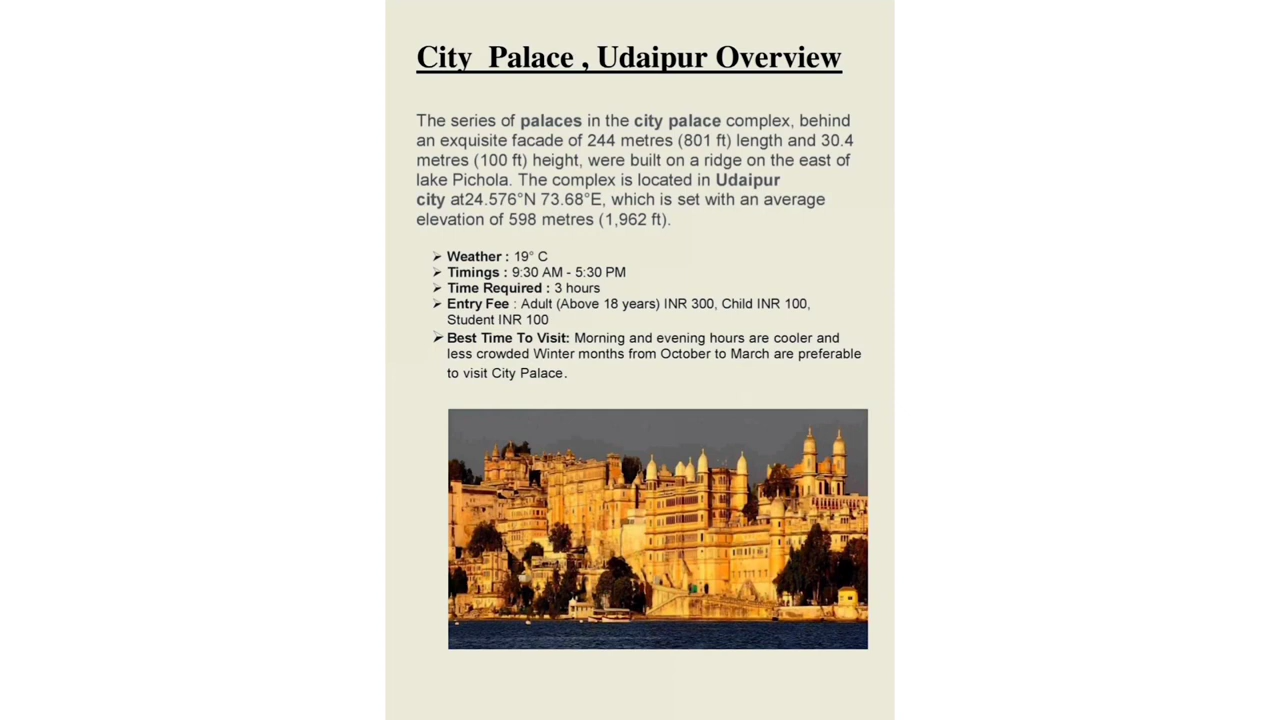 City Palace , Udaipur Overview
The series of palaces in the city palace complex, behind
an exquisite facade of 244 metres (801 ft) length and 30.4
metres (100 ft) height, were built on a ridge on the east of
lake Pichola. The complex is located in Udaipur
city at24.576°N 73.68°E, which is set with an average
elevation of 598 metres (1,962 ft).
Weather : 19° C
Timings : 9:30 AM - 5:30 PM
Time Required : 3 hours
Entry Fee : Adult (Above 18 years) INR 300, Child INR 100,
Student INR 100
Best Time To Visit: Morning and evening hours are cooler and
less crowded Winter months from October to March are preferable
to visit City Palace.